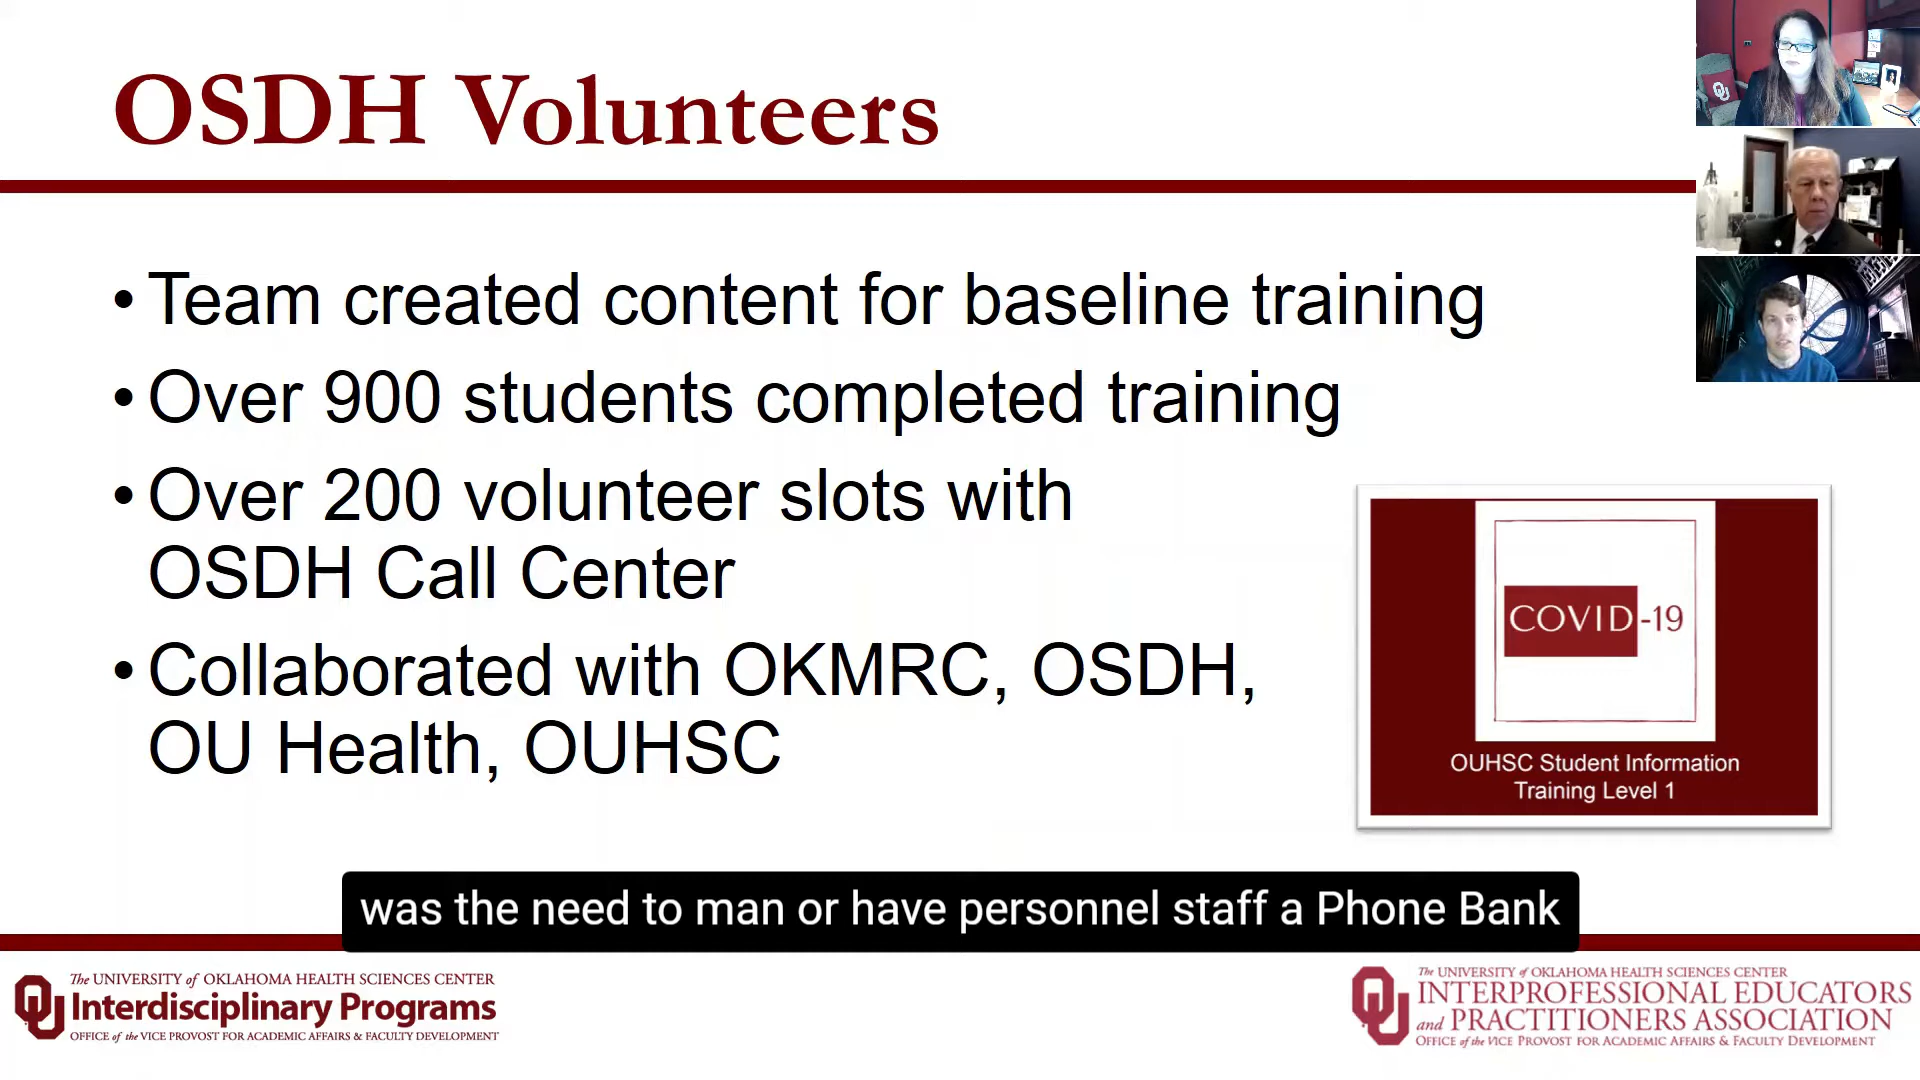 OSDH Volunteers
• Team created content for baseline training
• Over 900 students completed training
• Over 200 volunteer slots with
OSDH Call Center
• Collaborated with OKMRC, OSDH,
OU Health, OUHSC
COVID-19
OUHSC Student Information
Training Level 1
was the need to man or have personnel staff a Phone Bank
The UNIVERSITY of OKLAHOMA HEALTH SCIENCES CENTER
Interdisciplinary Programs
OFFICE of the VICE PROVOST FOR ACADEMIC AFFAIRS & FACULTY DEVELOPMENT
The UNIVERSITY of OKLAHOMA HEALTH SCIENCES CENTER
INTERPROFESSIONAL EDUCATORS
and PRACTITIONERS ASSOCIATION
OFFICE of the VICE PROVOST FOR ACADEMIC AFFAIRS & FACULTY DEVELOPMENT